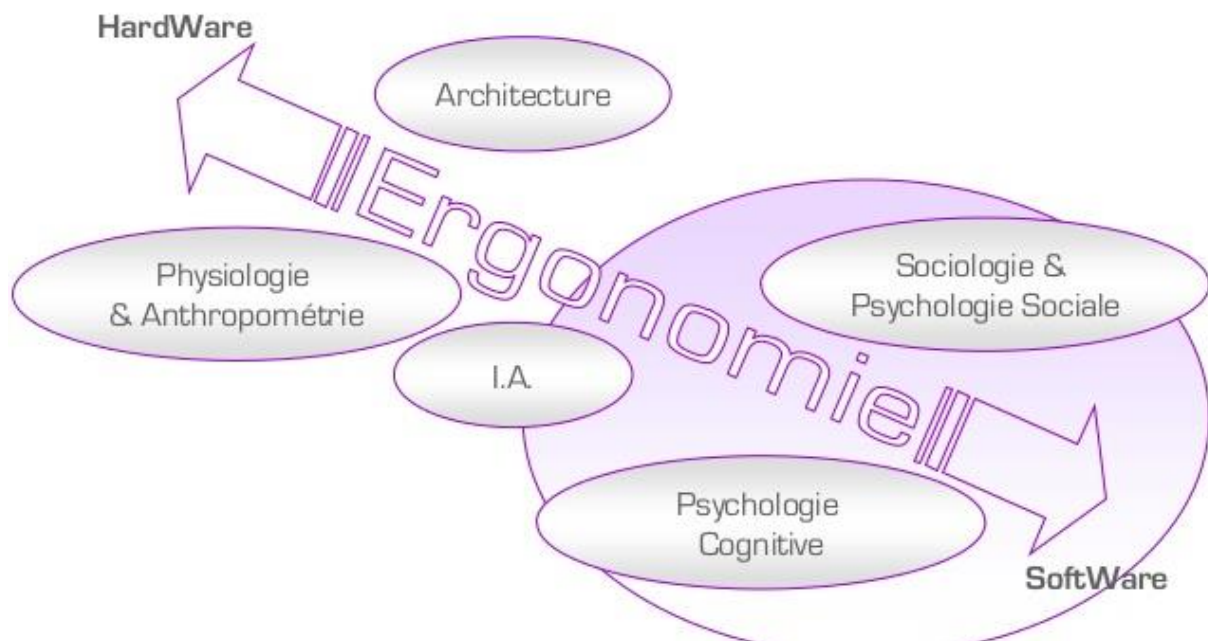 HardWare
Architecture
Ergonomie
Physiologie
& Anthropométrie
Sociologie &
Psychologie Sociale
I.A.
Psychologie
Cognitive
SoftWare